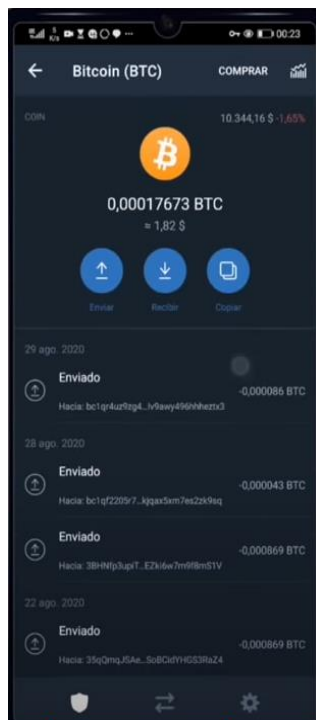 00:23
Bitcoin (BTC)
COMPRAR
COIN
10.344,16 $ -1,65%
0,00017673 BTC
≈ 1,82 $
Enviar
Recibir
Copiar
29 ago. 2020
Enviado
-0,000086 BTC
Hacia: bc1qr4uz9zg4...lv9awy496hhheztx3
28 ago. 2020
Enviado
-0,000043 BTC
Hacia: bc1qf2205r7...kjqax5xm7es2zk9sq
Enviado
-0,000869 BTC
Hacia: 3BHNfp3upiT...EZki6w7m9f8mS1V
22 ago. 2020
Enviado
-0,000869 BTC
Hacia: 35qQmqJSAe...SoBCidYHGS3RaZ4